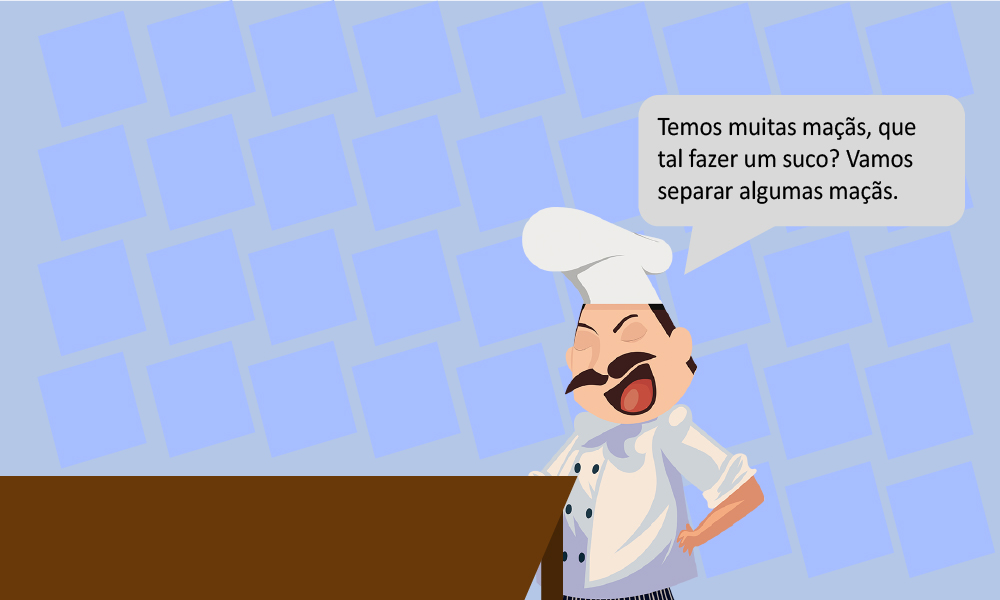 Temos muitas maçãs, que
tal fazer um suco? Vamos
separar algumas maçãs.